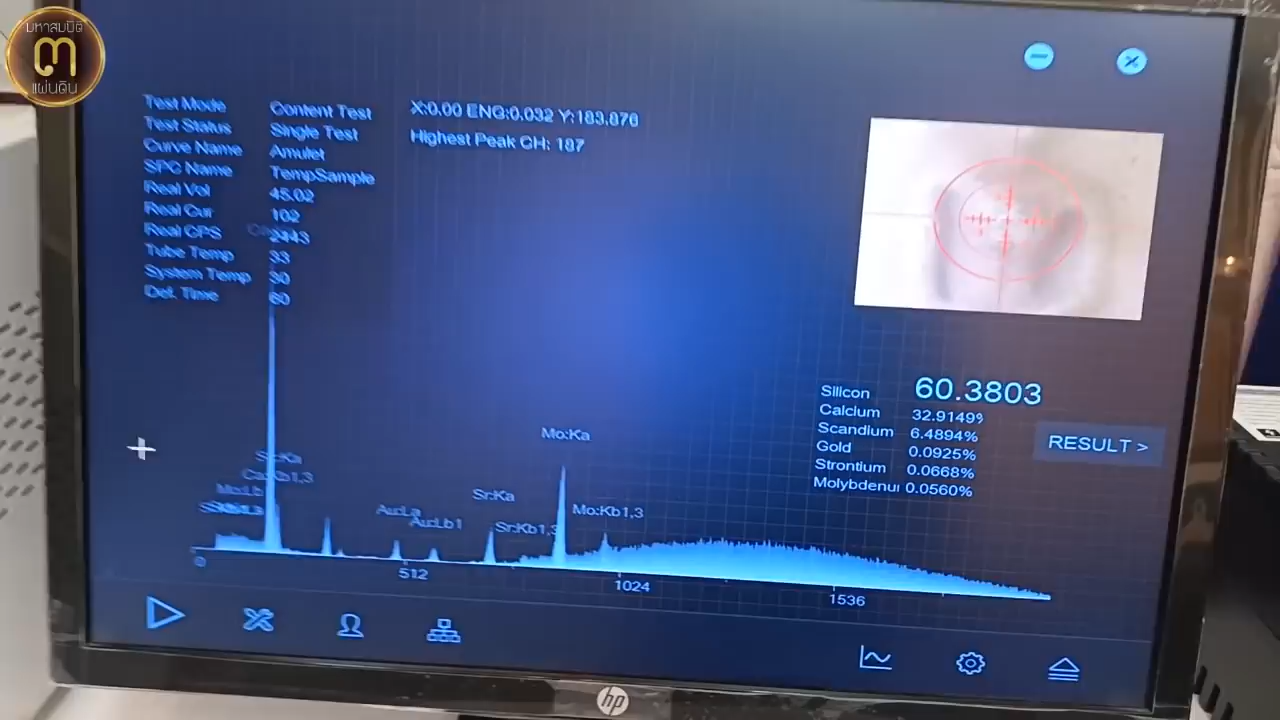 มหาสมบัติ
๓
แผ่นดิน
Test Mode Content Test
Test Status Single Test
Curve Name Amulet
SPC Name TempSample
Real Vol 45.02
Real Cur 102
Real CPS 2443
Tube Temp 33
System Temp 30
Det. Time 60
X:0.00 ENG:0.032 Y:183,876
Highest Peak CH: 187
Silicon 60.3803
Calcium 32.9149%
Scandium 6.4894%
Gold 0.0925%
Strontium 0.0668%
Molybdenu 0.0560%
RESULT >
Mo:Ka
Mo:Lb
Au:La
Au:Lb1
Sr:Ka
Sr:Kb1,3
Mo:Kb1,3
0
512
1024
1536
hp